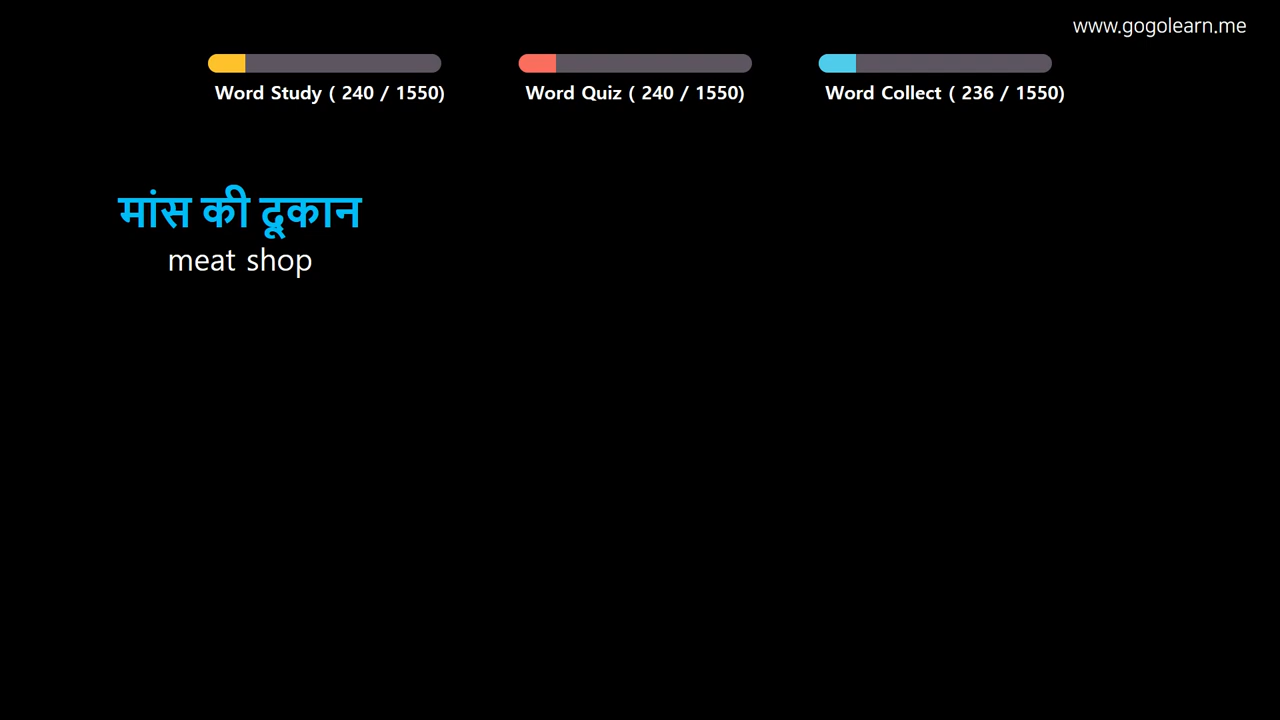 www.gogolearn.me
Word Study ( 240 / 1550)
Word Quiz ( 240 / 1550)
Word Collect ( 236 / 1550)
मांस की दूकान
meat shop